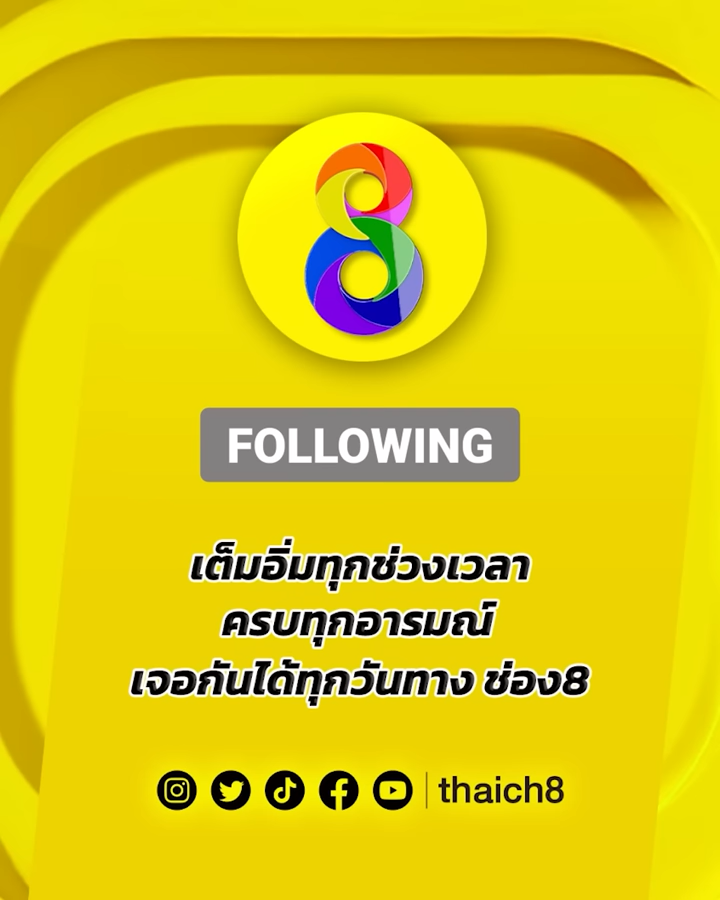 8
FOLLOWING
เต็มอิ่มทุกช่วงเวลา
ครบทุกอารมณ์
เจอกันได้ทุกวันทาง ช่อง8
thaich8